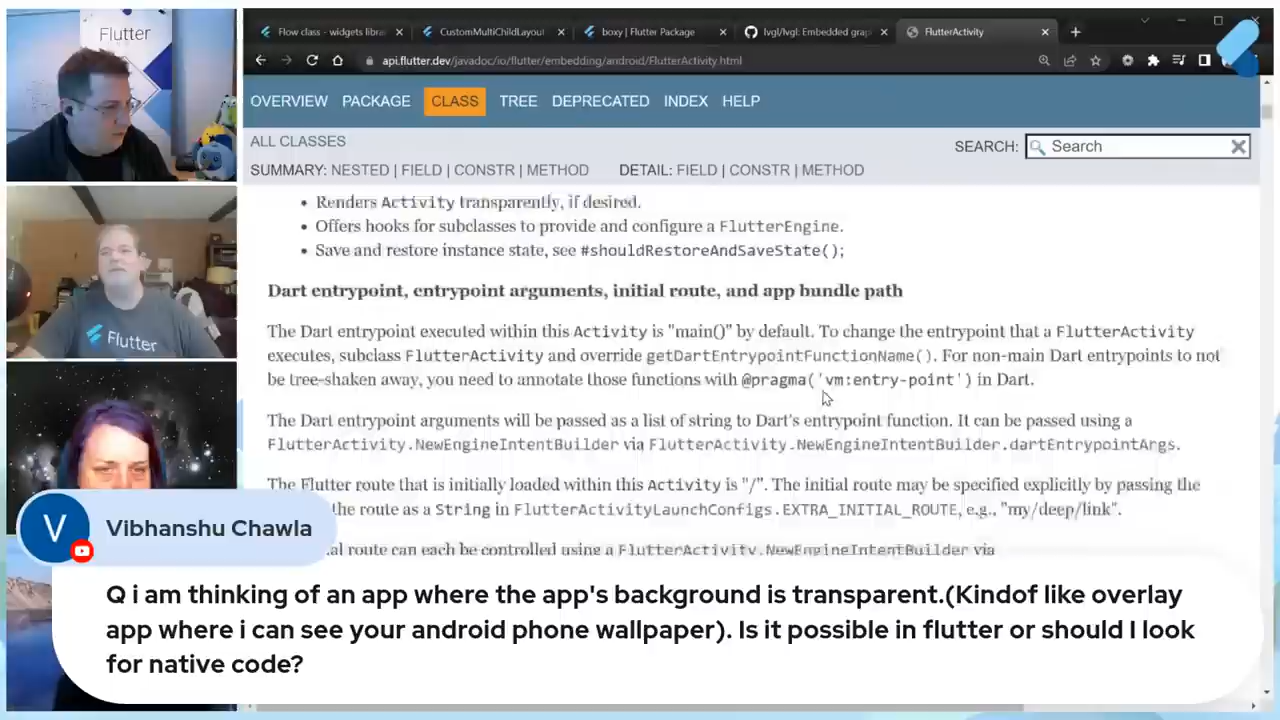 Flutter
Flutter
Flow class - widgets libra
CustomMultiChildLayout
boxy | Flutter Package
lvgl/lvgl: Embedded grap
FlutterActivity
api.flutter.dev/javadoc/io/flutter/embedding/android/FlutterActivity.html
OVERVIEW PACKAGE CLASS TREE DEPRECATED INDEX HELP
ALL CLASSES
SEARCH: Search
SUMMARY: NESTED | FIELD | CONSTR | METHOD DETAIL: FIELD | CONSTR | METHOD
• Renders Activity transparently, if desired.
• Offers hooks for subclasses to provide and configure a FlutterEngine.
• Save and restore instance state, see #shouldRestoreAndSaveState();
Dart entrypoint, entrypoint arguments, initial route, and app bundle path
The Dart entrypoint executed within this Activity is "main()" by default. To change the entrypoint that a FlutterActivity
executes, subclass FlutterActivity and override getDartEntrypointFunctionName(). For non-main Dart entrypoints to not
be tree-shaken away, you need to annotate those functions with @pragma('vm:entry-point') in Dart.
The Dart entrypoint arguments will be passed as a list of string to Dart's entrypoint function. It can be passed using a
FlutterActivity.NewEngineIntentBuilder via FlutterActivity.NewEngineIntentBuilder.dartEntrypointArgs.
The Flutter route that is initially loaded within this Activity is "/". The initial route may be specified explicitly by passing the
the route as a String in FlutterActivityLaunchConfigs.EXTRA_INITIAL_ROUTE, e.g., "my/deep/link".
al route can each be controlled using a FlutterActivity.NewEngineIntentBuilder via
V
Vibhanshu Chawla
Q i am thinking of an app where the app's background is transparent.(Kindof like overlay
app where i can see your android phone wallpaper). Is it possible in flutter or should I look
for native code?